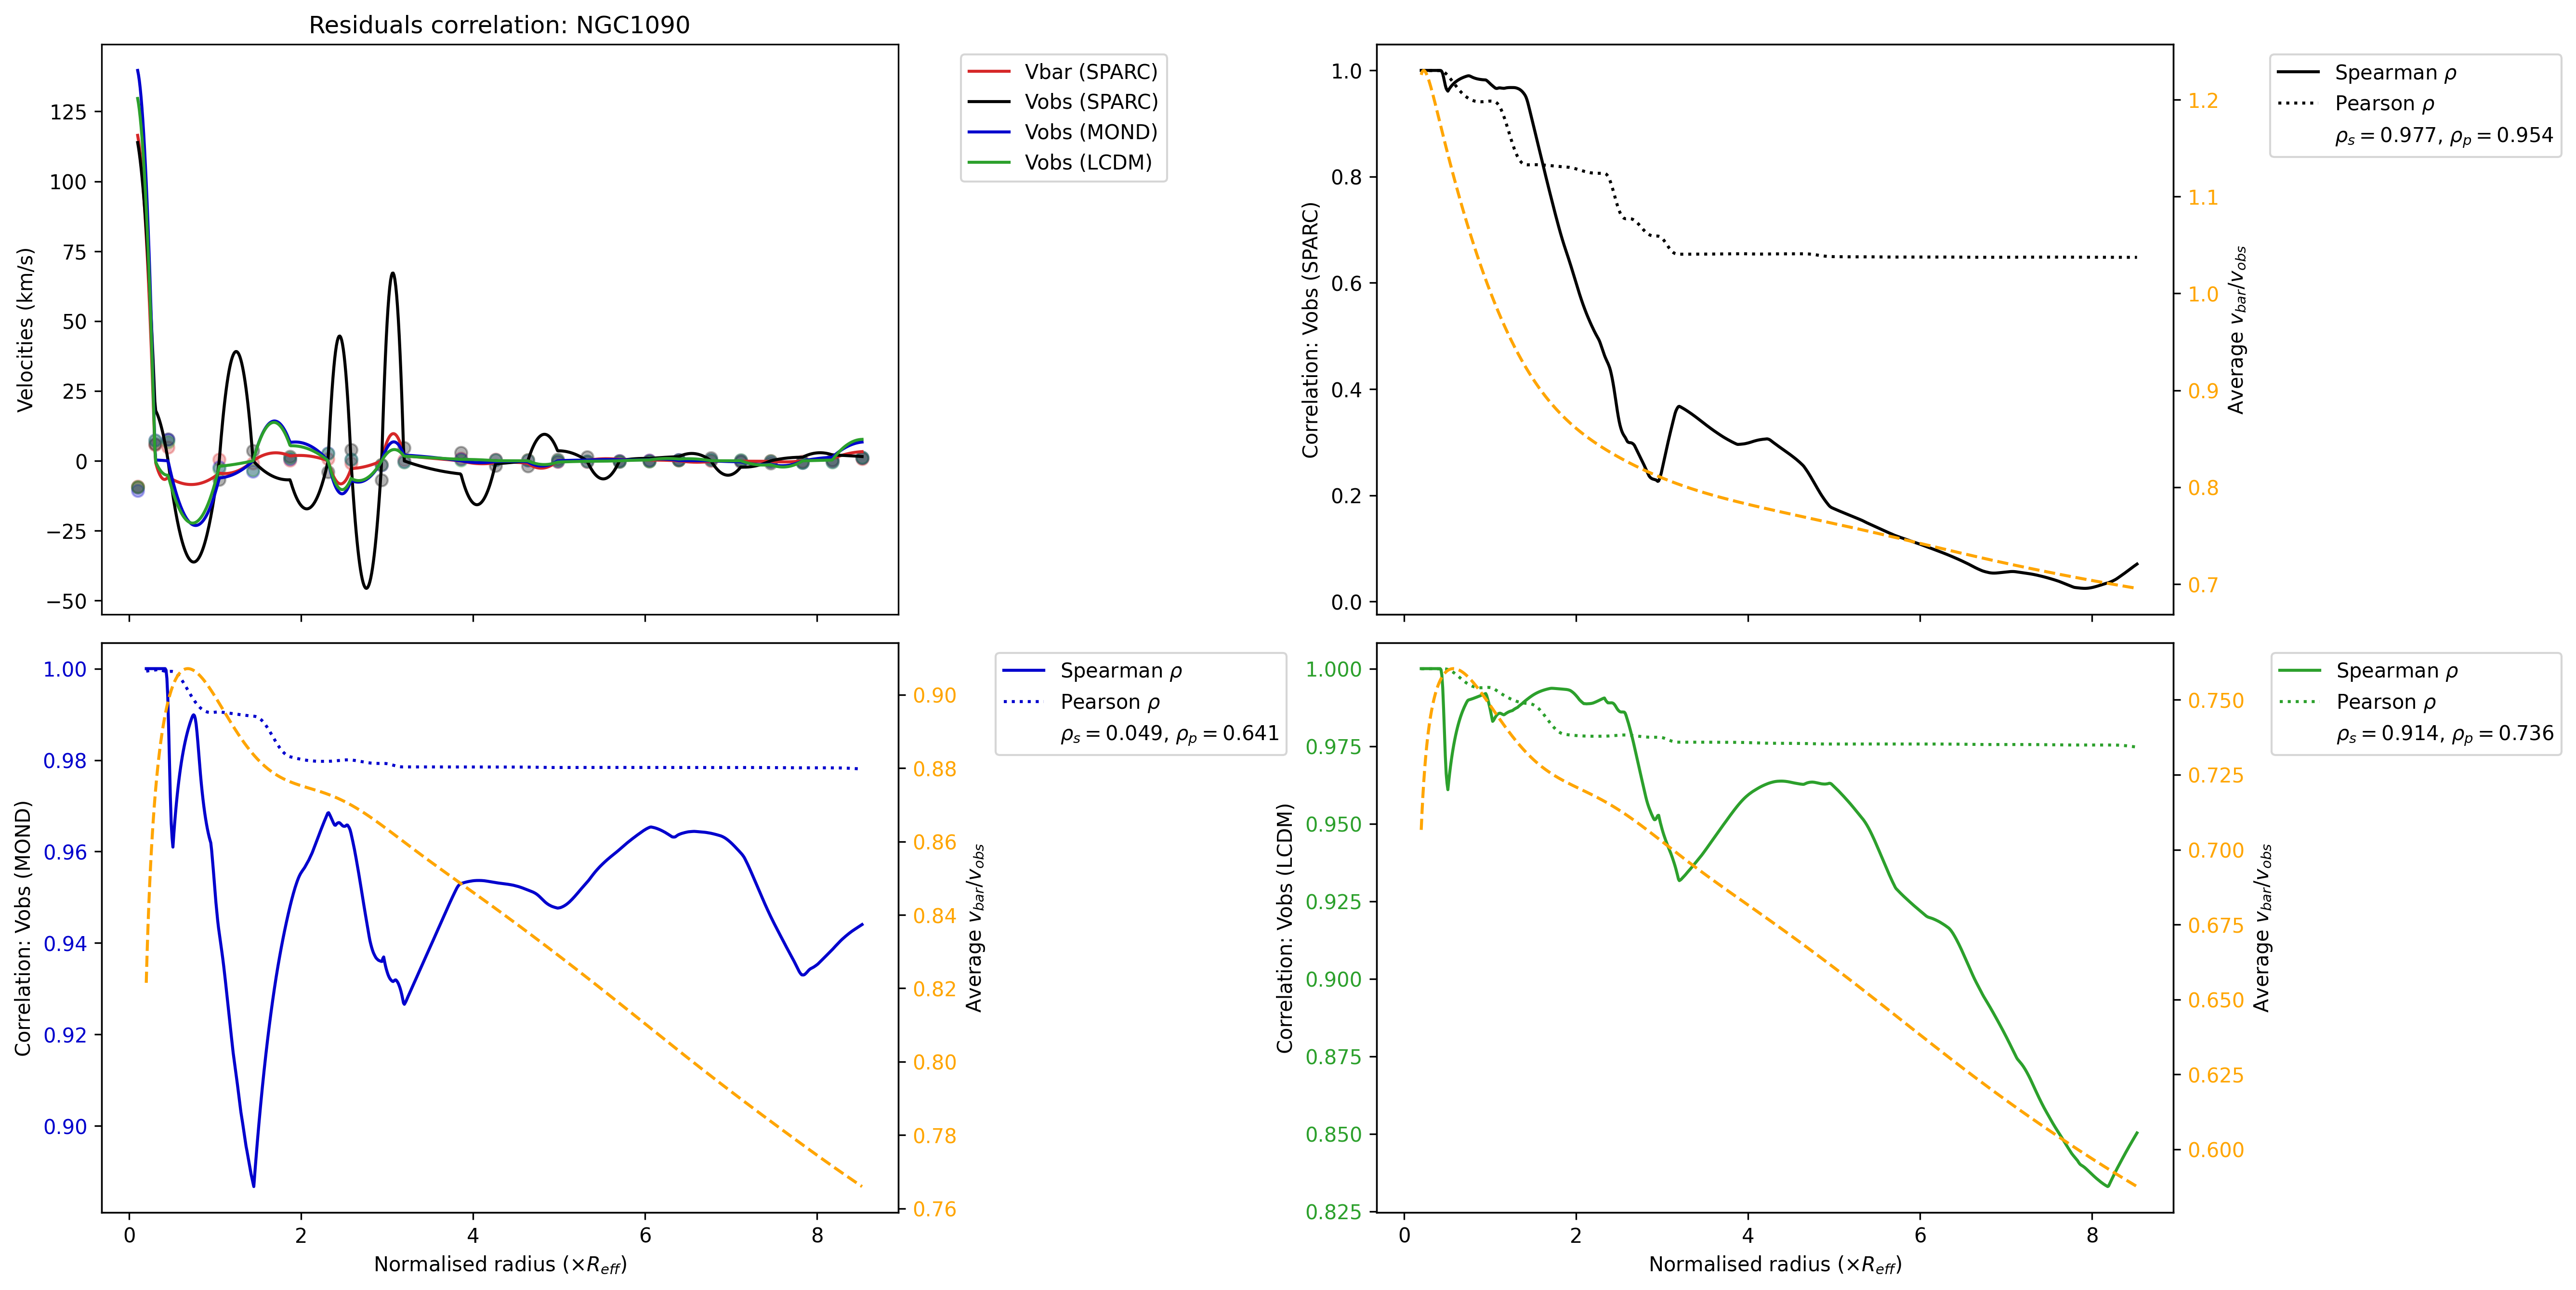 Residuals correlation: NGC1090
Velocities (km/s)
125
100
75
50
25
0
−25
−50
Vbar (SPARC)
Vobs (SPARC)
Vobs (MOND)
Vobs (LCDM)
Correlation: Vobs (SPARC)
1.0
0.8
0.6
0.4
0.2
0.0
1.2
1.1
1.0
0.9
0.8
0.7
Average v_bar/v_obs
Spearman ρ
Pearson ρ
ρ_s = 0.977, ρ_p = 0.954
Correlation: Vobs (MOND)
1.00
0.98
0.96
0.94
0.92
0.90
0.90
0.88
0.86
0.84
0.82
0.80
0.78
0.76
Average v_bar/v_obs
0 2 4 6 8
Normalised radius (×R_eff)
Spearman ρ
Pearson ρ
ρ_s = 0.049, ρ_p = 0.641
Correlation: Vobs (LCDM)
1.000
0.975
0.950
0.925
0.900
0.875
0.850
0.825
0.750
0.725
0.700
0.675
0.650
0.625
0.600
Average v_bar/v_obs
0 2 4 6 8
Normalised radius (×R_eff)
Spearman ρ
Pearson ρ
ρ_s = 0.914, ρ_p = 0.736